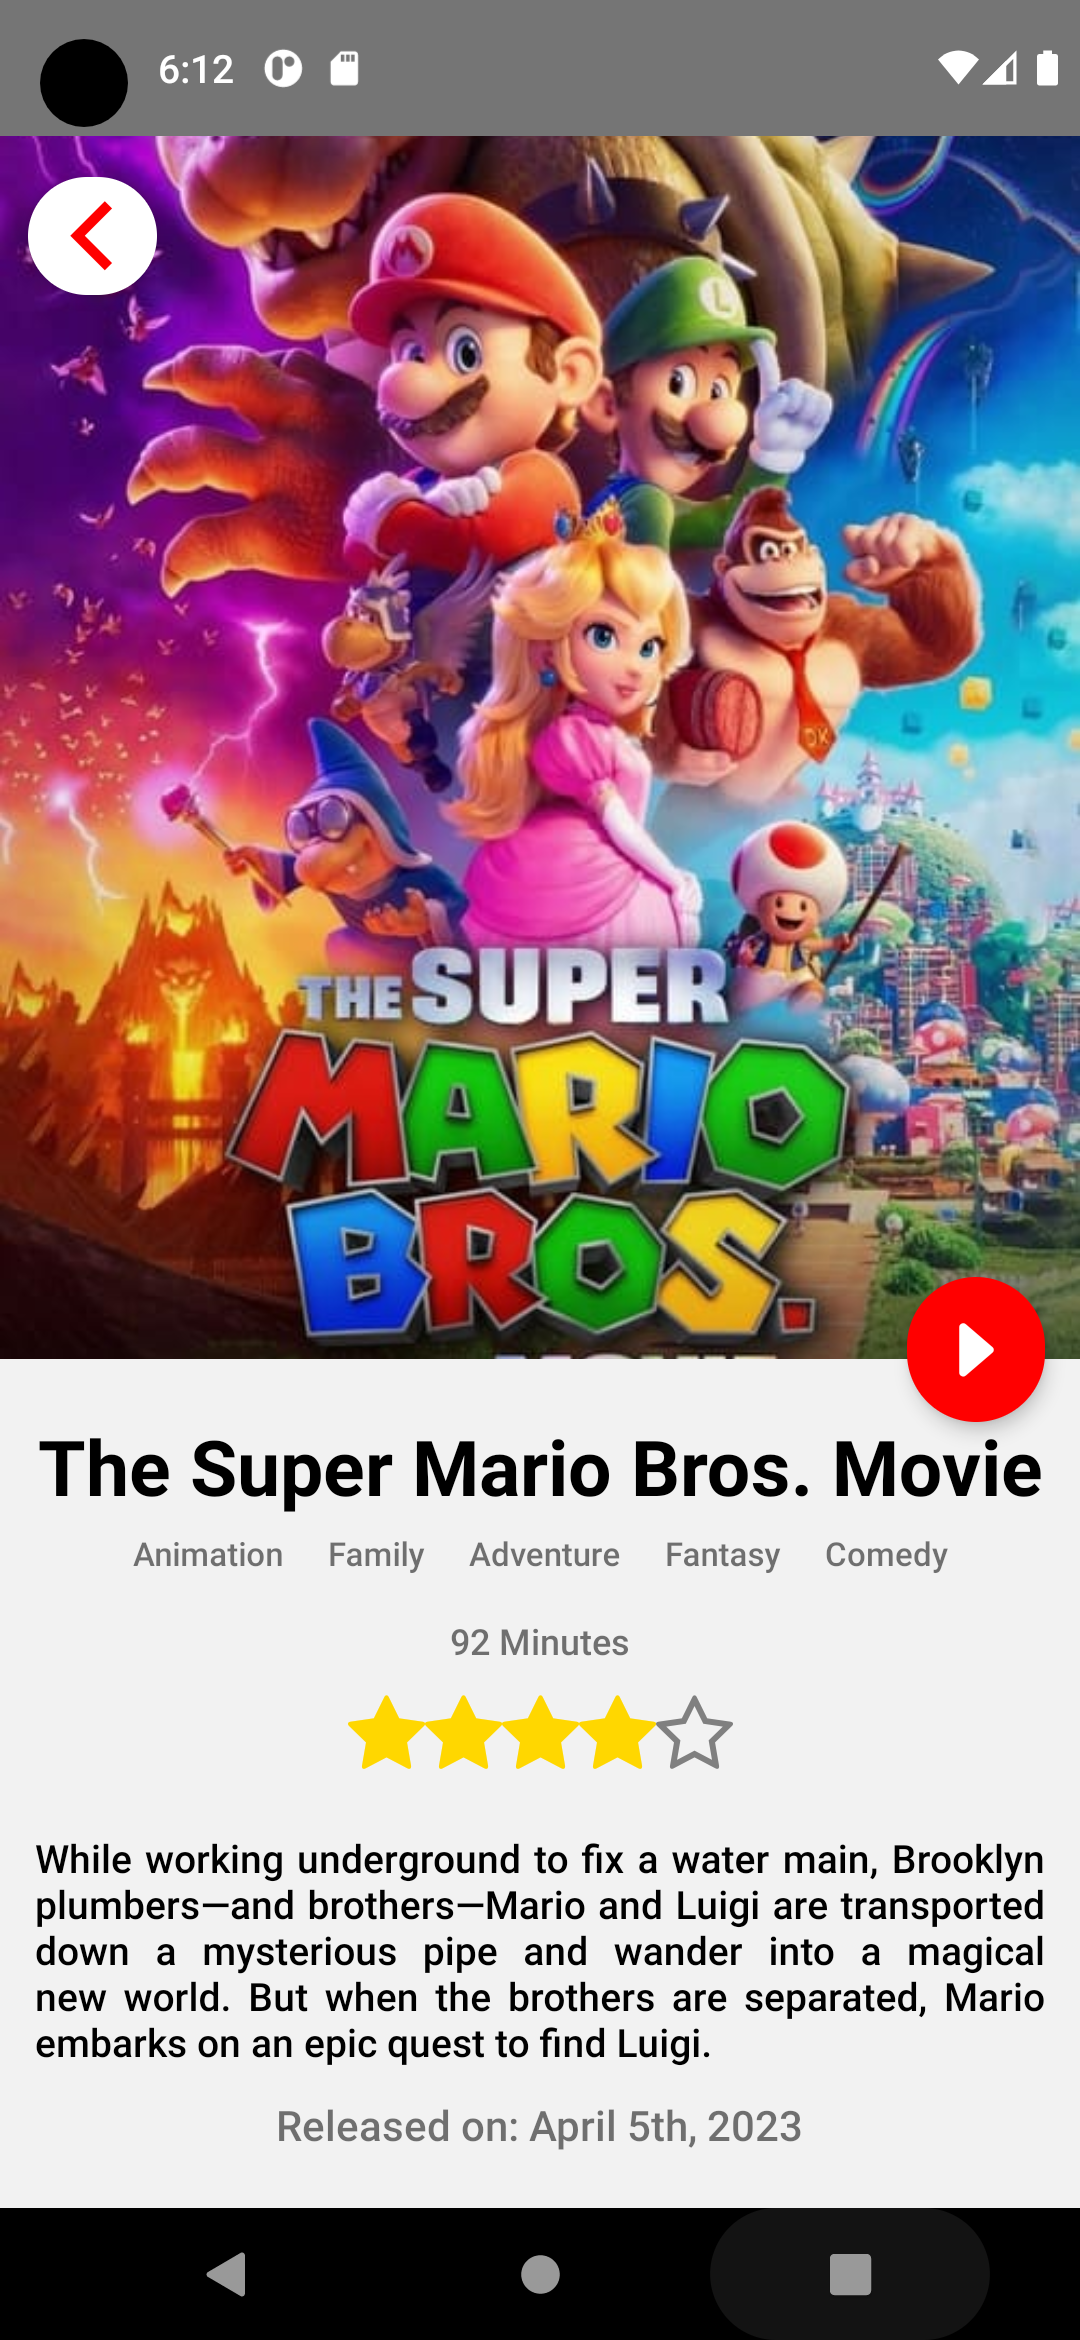 6:12
M
L
DK
THE SUPER
MARIO
BROS.
The Super Mario Bros. Movie
Animation Family Adventure Fantasy Comedy
92 Minutes
While working underground to fix a water main, Brooklyn
plumbers—and brothers—Mario and Luigi are transported
down a mysterious pipe and wander into a magical
new world. But when the brothers are separated, Mario
embarks on an epic quest to find Luigi.
Released on: April 5th, 2023